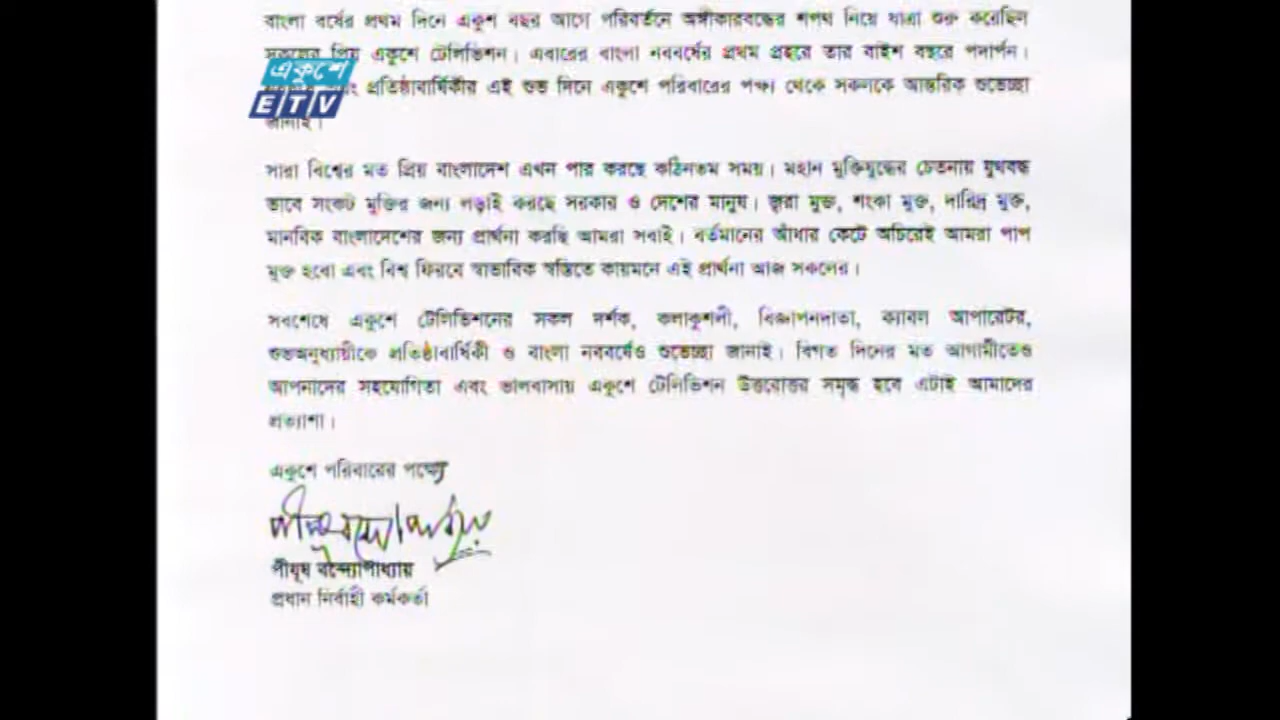 বাংলা বর্ষের প্রথম দিনে একুশ বছর আগে পরিবর্তনে অঙ্গীকারবদ্ধের শপথ নিয়ে যাত্রা শুরু করেছিল
প্রিয় একুশে টেলিভিশন। এবারের বাংলা নববর্ষের প্রথম প্রহরে তার বাইশ বছরে পদার্পন।
একুশে
ETV
প্রতিষ্ঠাবার্ষিকীর এই শুভ দিনে একুশে পরিবারের পক্ষ্য থেকে সকলকে আন্তরিক শুভেচ্ছা
জানাই।
সারা বিশ্বের মত প্রিয় বাংলাদেশ এখন পার করছে কঠিনতম সময়। মহান মুক্তিযুদ্ধের চেতনায় যুথবদ্ধ
ভাবে সংকট মুক্তির জন্য লড়াই করছে সরকার ও দেশের মানুষ। জ্বরা মুক্ত, শংকা মুক্ত, দারিদ্র মুক্ত,
মানবিক বাংলাদেশের জন্য প্রার্থনা করছি আমরা সবাই। বর্তমানের আঁধার কেটে অচিরেই আমরা পাপ
মুক্ত হবো এবং বিশ্ব ফিরবে স্বাভাবিক স্বস্তিতে কায়মনে এই প্রার্থনা আজ সকলের।
সবশেষে একুশে টেলিভিশনের সকল দর্শক, কলাকুশলী, বিজ্ঞাপনদাতা, ক্যাবল আপারেটর,
শুভঅনুধ্যায়ীকে প্রতিষ্ঠাবার্ষিকী ও বাংলা নববর্ষেও শুভেচ্ছা জানাই। বিগত দিনের মত আগামীতেও
আপনাদের সহযোগিতা এবং ভালবাসায় একুশে টেলিভিশন উত্তরোত্তর সমৃদ্ধ হবে এটাই আমাদের
প্রত্যাশা।
একুশে পরিবারের পক্ষ্যে
পীযূষ বন্দ্যোপাধ্যায়
পীযূষ বন্দ্যোপাধ্যায়
প্রধান নির্বাহী কর্মকর্তা